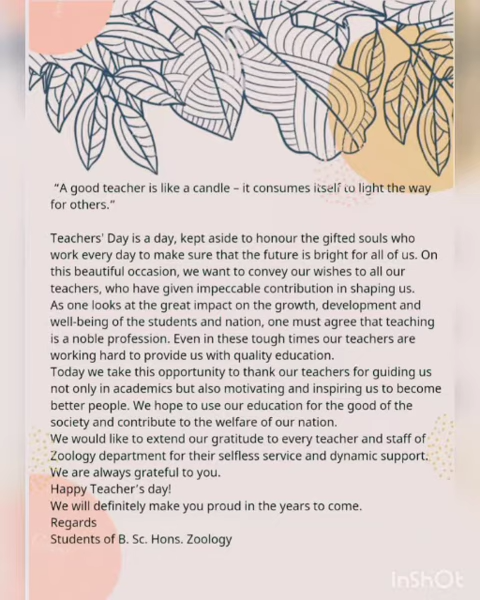 “A good teacher is like a candle – it consumes itself to light the way
for others.”
Teachers' Day is a day, kept aside to honour the gifted souls who
work every day to make sure that the future is bright for all of us. On
this beautiful occasion, we want to convey our wishes to all our
teachers, who have given impeccable contribution in shaping us.
As one looks at the great impact on the growth, development and
well-being of the students and nation, one must agree that teaching
is a noble profession. Even in these tough times our teachers are
working hard to provide us with quality education.
Today we take this opportunity to thank our teachers for guiding us
not only in academics but also motivating and inspiring us to become
better people. We hope to use our education for the good of the
society and contribute to the welfare of our nation.
We would like to extend our gratitude to every teacher and staff of
Zoology department for their selfless service and dynamic support.
We are always grateful to you.
Happy Teacher's day!
We will definitely make you proud in the years to come.
Regards
Students of B. Sc. Hons. Zoology
InShOt